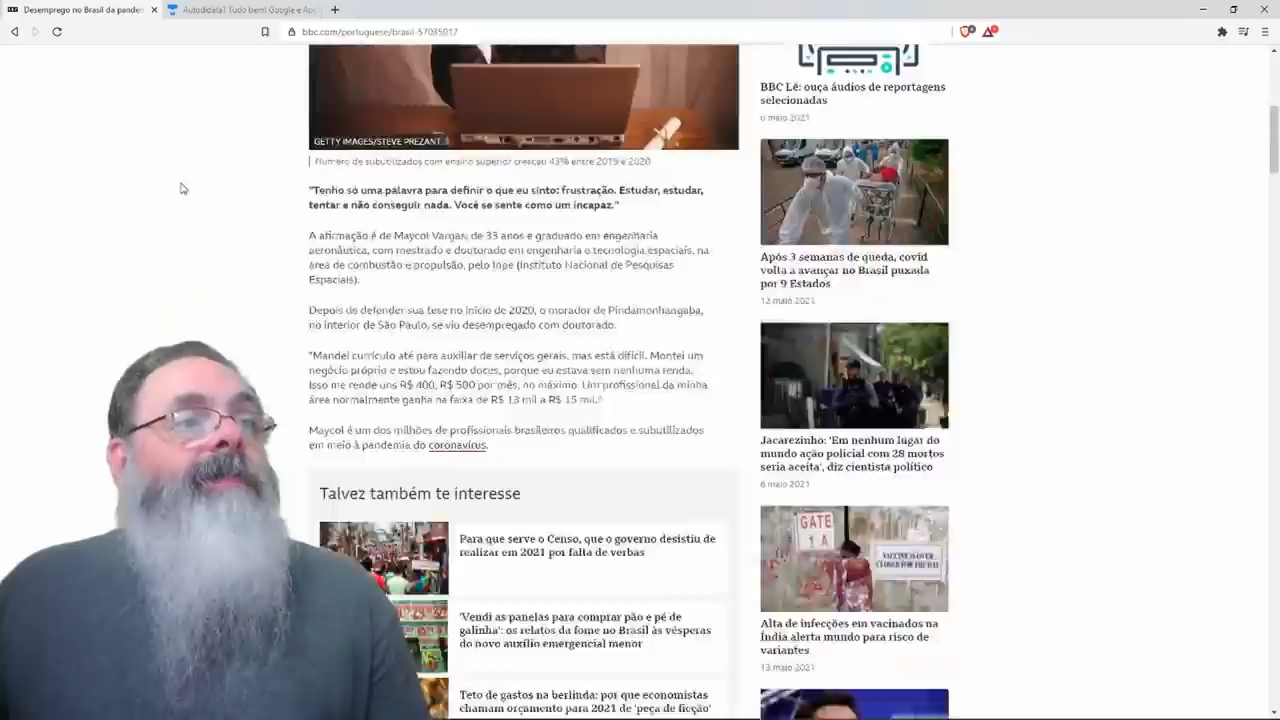 Desemprego no Brasil da pandem
Autodidata? Tudo bem! Google e App
bbc.com/portuguese/brasil-57035017
GETTY IMAGES/STEVE PREZANT
Número de subutilizados com ensino superior cresceu 43% entre 2019 e 2020
"Tenho só uma palavra para definir o que eu sinto: frustração. Estudar, estudar,
tentar e não conseguir nada. Você se sente como um incapaz."
A afirmação é de Maycol Vargas, de 33 anos e graduado em engenharia
aeronáutica, com mestrado e doutorado em engenharia e tecnologia espaciais, na
área de combustão e propulsão, pelo Inpe (Instituto Nacional de Pesquisas
Espaciais).
Depois de defender sua tese no início de 2020, o morador de Pindamonhangaba,
no interior de São Paulo, se viu desempregado com doutorado.
"Mandei currículo até para auxiliar de serviços gerais, mas está difícil. Montei um
negócio próprio e estou fazendo doces, porque eu estava sem nenhuma renda.
Isso me rende uns R$ 400, R$ 500 por mês, no máximo. Um profissional da minha
área normalmente ganha na faixa de R$ 13 mil a R$ 15 mil."
Maycol é um dos milhões de profissionais brasileiros qualificados e subutilizados
em meio à pandemia do coronavírus.
Talvez também te interesse
Para que serve o Censo, que o governo desistiu de
realizar em 2021 por falta de verbas
'Vendi as panelas para comprar pão e pé de
galinha': os relatos da fome no Brasil às vésperas
do novo auxílio emergencial menor
Teto de gastos na berlinda: por que economistas
chamam orçamento para 2021 de 'peça de ficção'
BBC Lê: ouça áudios de reportagens
selecionadas
6 maio 2021
Após 3 semanas de queda, covid
volta a avançar no Brasil puxada
por 9 Estados
12 maio 2021
Jacarezinho: 'Em nenhum lugar do
mundo ação policial com 28 mortos
seria aceita', diz cientista político
6 maio 2021
GATE
1 A
VACCINE IS OVER
CLOSED FOR THE DAY
Alta de infecções em vacinados na
Índia alerta mundo para risco de
variantes
13 maio 2021